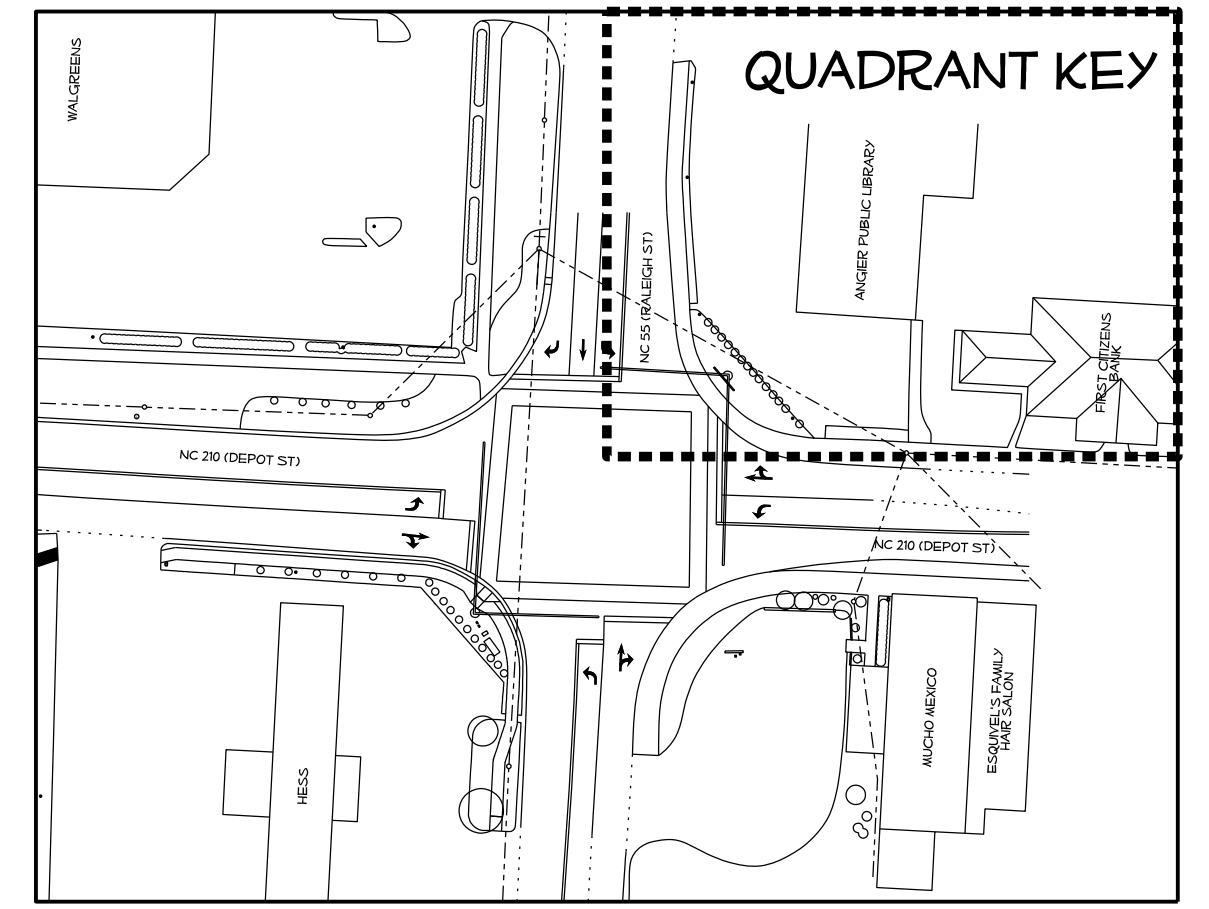 QUADRANT KEY
WALGREENS
ANGIER PUBLIC LIBRARY
NC 55 (RALEIGH ST)
FIRST CITIZENS
BANK
NC 210 (DEPOT ST)
NC 210 (DEPOT ST)
HESS
MUCHO MEXICO
ESQUIVEL'S FAMILY
HAIR SALON